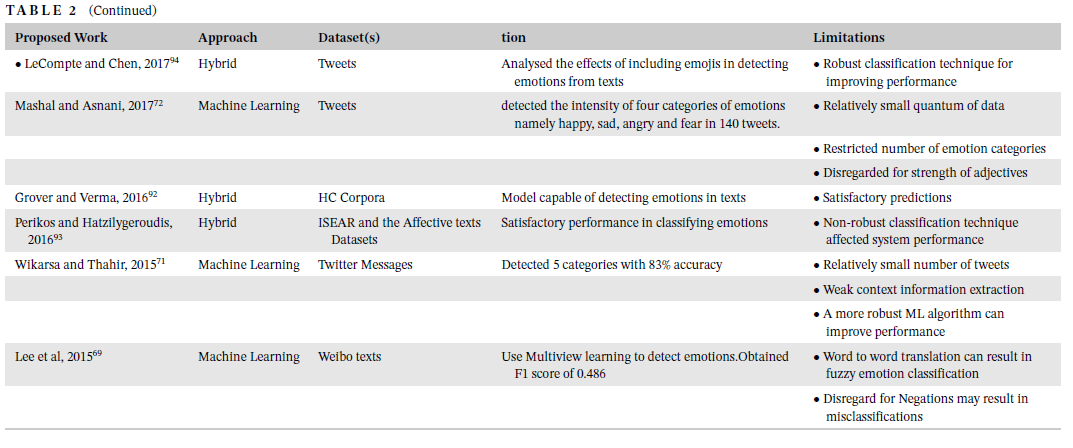 TABLE 2 (Continued)
Proposed Work Approach Dataset(s) tion Limitations
• LeCompte and Chen, 201794 Hybrid Tweets Analysed the effects of including emojis in detecting • Robust classification technique for
emotions from texts improving performance
Mashal and Asnani, 201772 Machine Learning Tweets detected the intensity of four categories of emotions • Relatively small quantum of data
namely happy, sad, angry and fear in 140 tweets.
• Restricted number of emotion categories
• Disregarded for strength of adjectives
Grover and Verma, 201692 Hybrid HC Corpora Model capable of detecting emotions in texts • Satisfactory predictions
Perikos and Hatzilygeroudis, Hybrid ISEAR and the Affective texts Satisfactory performance in classifying emotions • Non-robust classification technique
201693 Datasets affected system performance
Wikarsa and Thahir, 201571 Machine Learning Twitter Messages Detected 5 categories with 83% accuracy • Relatively small number of tweets
• Weak context information extraction
• A more robust ML algorithm can
improve performance
Lee et al, 201569 Machine Learning Weibo texts Use Multiview learning to detect emotions.Obtained • Word to word translation can result in
F1 score of 0.486 fuzzy emotion classification
• Disregard for Negations may result in
misclassifications